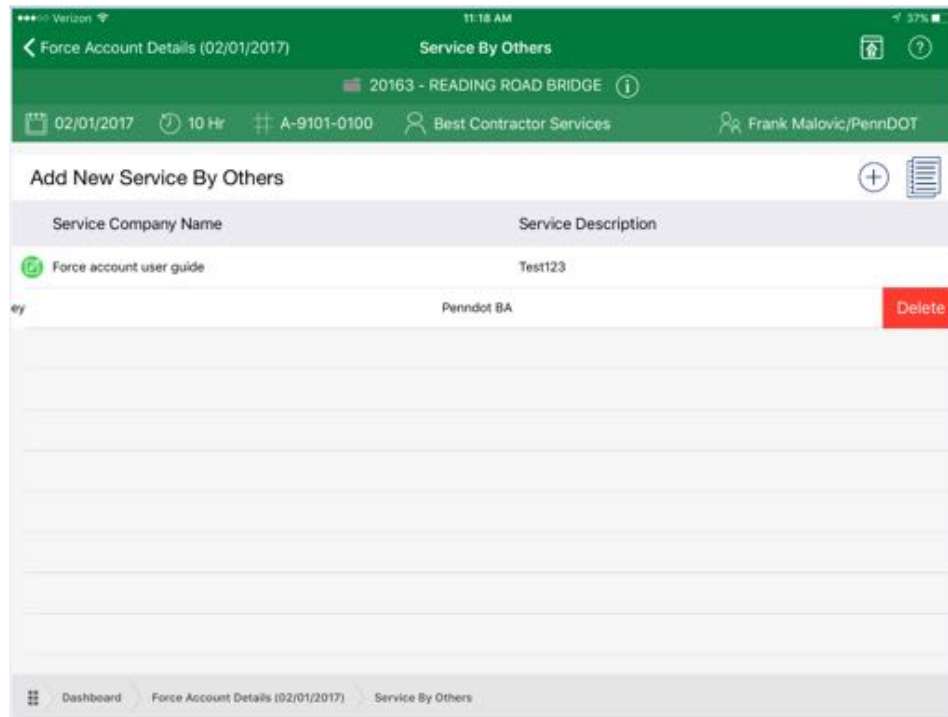 Verizon 11:18 AM 37%
Force Account Details (02/01/2017) Service By Others ?
20163 - READING ROAD BRIDGE i
02/01/2017 10 Hr A-9101-0100 Best Contractor Services Frank Malovic/PennDOT
Add New Service By Others
Service Company Name Service Description
Force account user guide Test123
ey Penndot BA Delete
Dashboard Force Account Details (02/01/2017) Service By Others